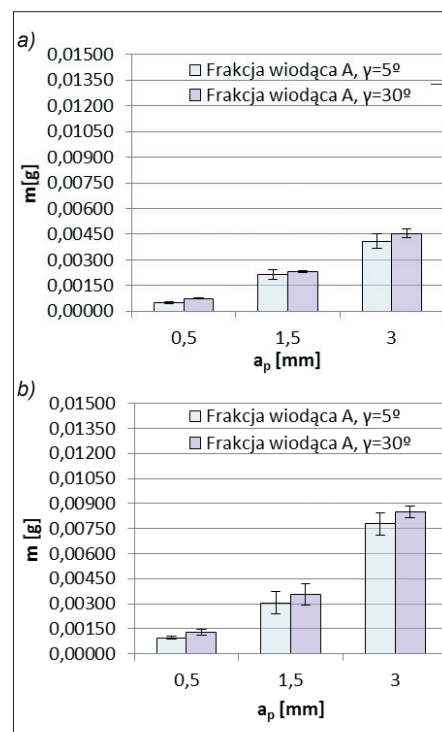 a)
0,01500
0,01350
0,01200
0,01050
0,00900
0,00750
0,00600
0,00450
0,00300
0,00150
0,00000
m[g]
Frakcja wiodąca A, γ=5º
Frakcja wiodąca A, γ=30º
0,5 1,5 3
ap [mm]
b)
0,01500
0,01350
0,01200
0,01050
0,00900
0,00750
0,00600
0,00450
0,00300
0,00150
0,00000
m [g]
Frakcja wiodąca A, γ=5º
Frakcja wiodąca A, γ=30º
0,5 1,5 3
ap [mm]